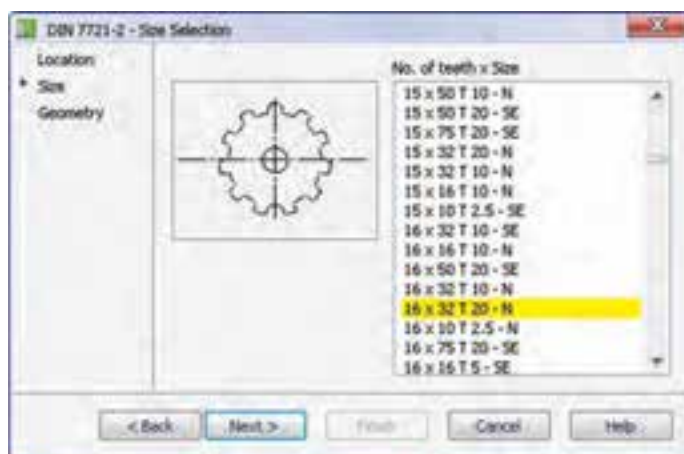 DIN 7721-2 - Size Selection
Location
Size
Geometry
No. of teeth x Size
15 x 50 T 10 - N
15 x 50 T 20 - SE
15 x 75 T 20 - SE
15 x 32 T 20 - N
15 x 32 T 10 - N
15 x 16 T 10 - N
15 x 10 T 2.5 - SE
16 x 32 T 10 - SE
16 x 16 T 10 - N
16 x 50 T 20 - SE
16 x 32 T 10 - N
16 x 32 T 20 - N
16 x 10 T 2.5 - N
16 x 75 T 20 - SE
16 x 16 T 5 - SE
< Back
Next >
Finish
Cancel
Help